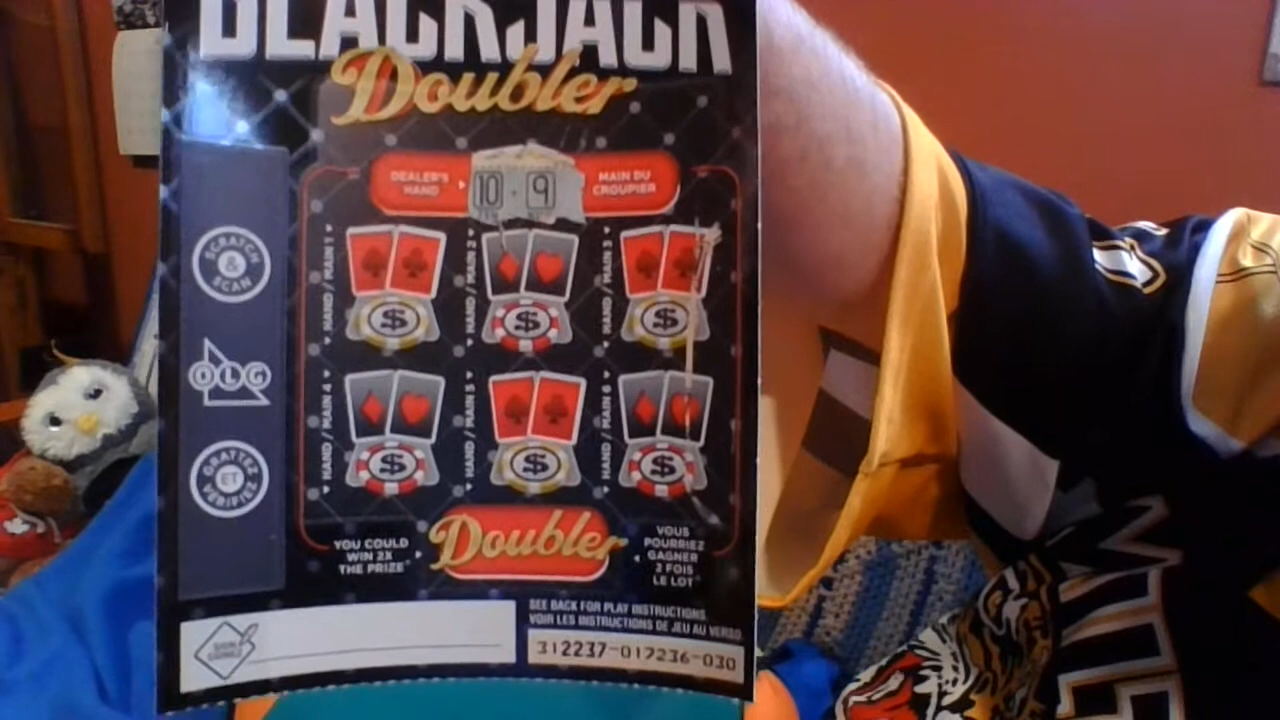 BLACKJACK
Doubler
DEALER'S HAND
10 9
MAIN DU CROUPIER
HAND / MAIN 1
HAND / MAIN 2
HAND / MAIN 3
SCRATCH & SCAN
$ $ $
OLG
HAND / MAIN 4
HAND / MAIN 5
HAND / MAIN 6
GRATTEZ ET VÉRIFIEZ
$ $ $
YOU COULD
WIN 2X
THE PRIZE
Doubler
VOUS
POURRIEZ
GAGNER
2 FOIS
LE LOT
SEE BACK FOR PLAY INSTRUCTIONS.
VOIR LES INSTRUCTIONS DE JEU AU VERSO.
312237-017236-030